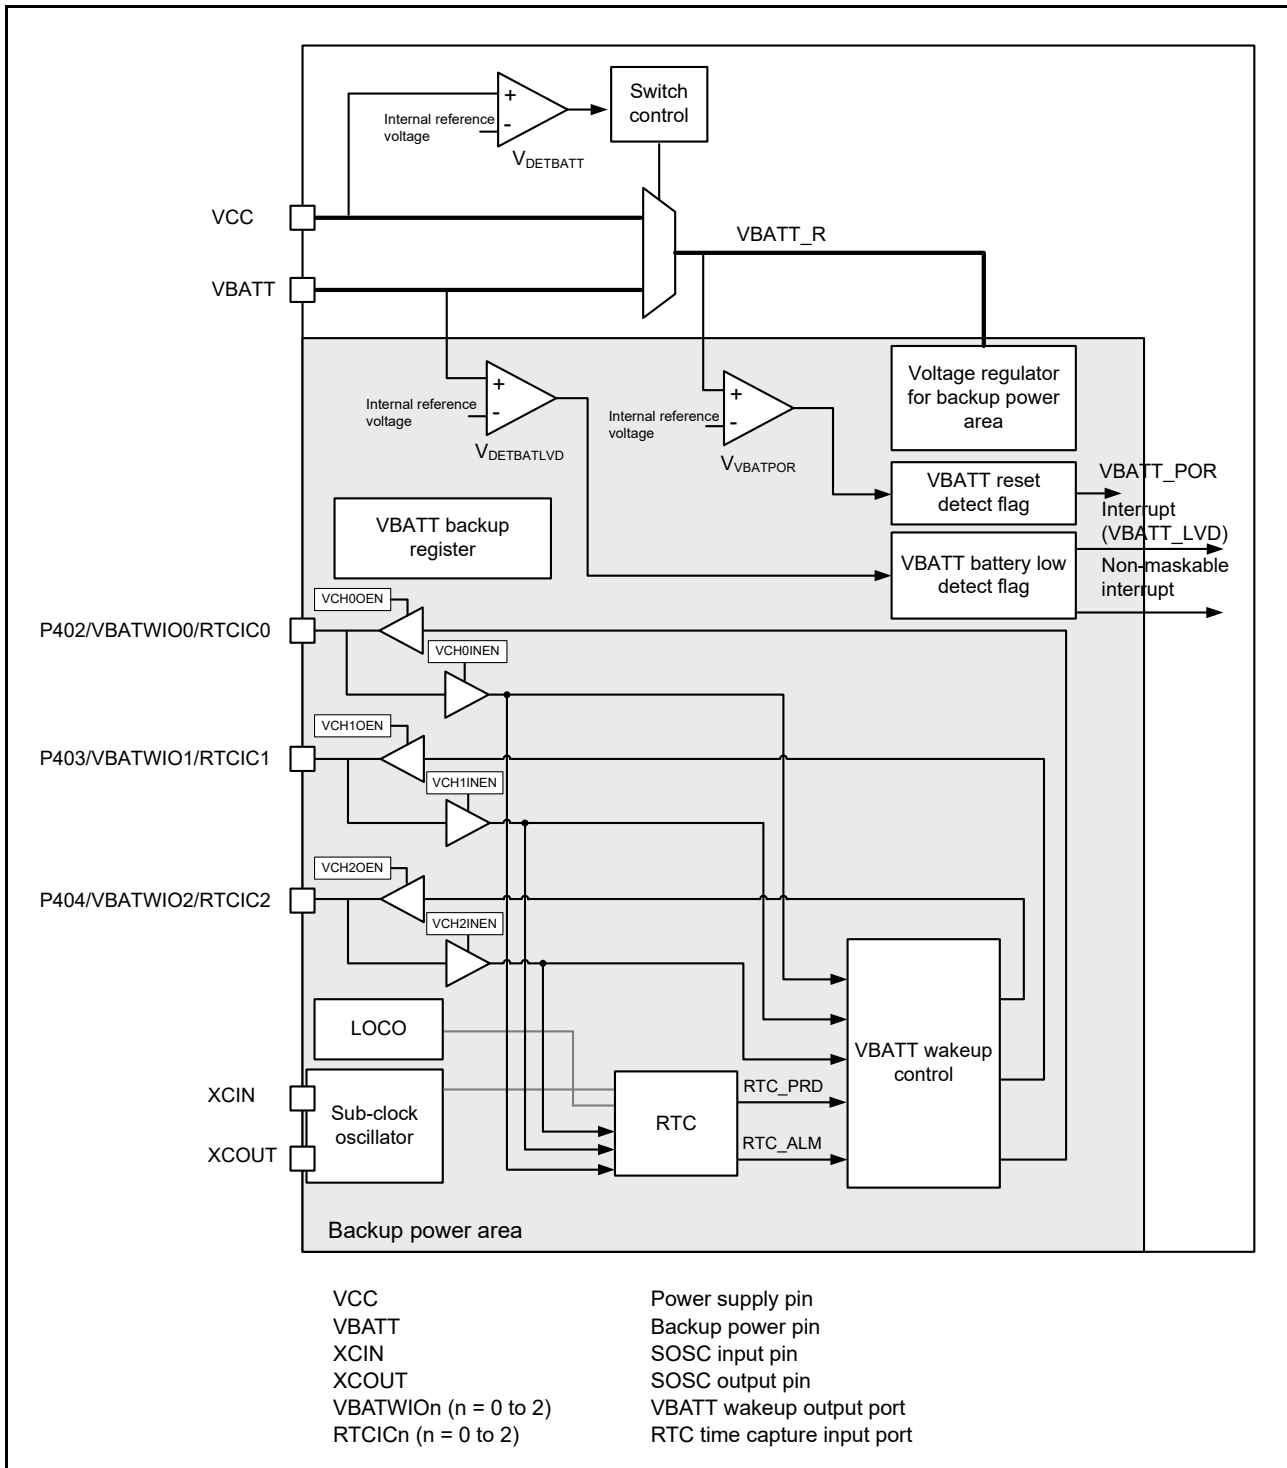 Switch
control
+
Internal reference
voltage
-
VDETBATT
VCC
VBATT_R
VBATT
Voltage regulator
for backup power
area
+
Internal reference
voltage
-
VDETBATLVD
+
Internal reference
voltage
-
VVBATPOR
VBATT reset
detect flag
VBATT_POR
Interrupt
(VBATT_LVD)
VBATT backup
register
VBATT battery low
detect flag
Non-maskable
interrupt
VCH0OEN
P402/VBATWIO0/RTCIC0
VCH0INEN
VCH1OEN
P403/VBATWIO1/RTCIC1
VCH1INEN
VCH2OEN
P404/VBATWIO2/RTCIC2
VCH2INEN
LOCO
VBATT wakeup
control
XCIN
Sub-clock
oscillator
XCOUT
RTC
RTC_PRD
RTC_ALM
Backup power area
VCC Power supply pin
VBATT Backup power pin
XCIN SOSC input pin
XCOUT SOSC output pin
VBATWIOn (n = 0 to 2) VBATT wakeup output port
RTCICn (n = 0 to 2) RTC time capture input port